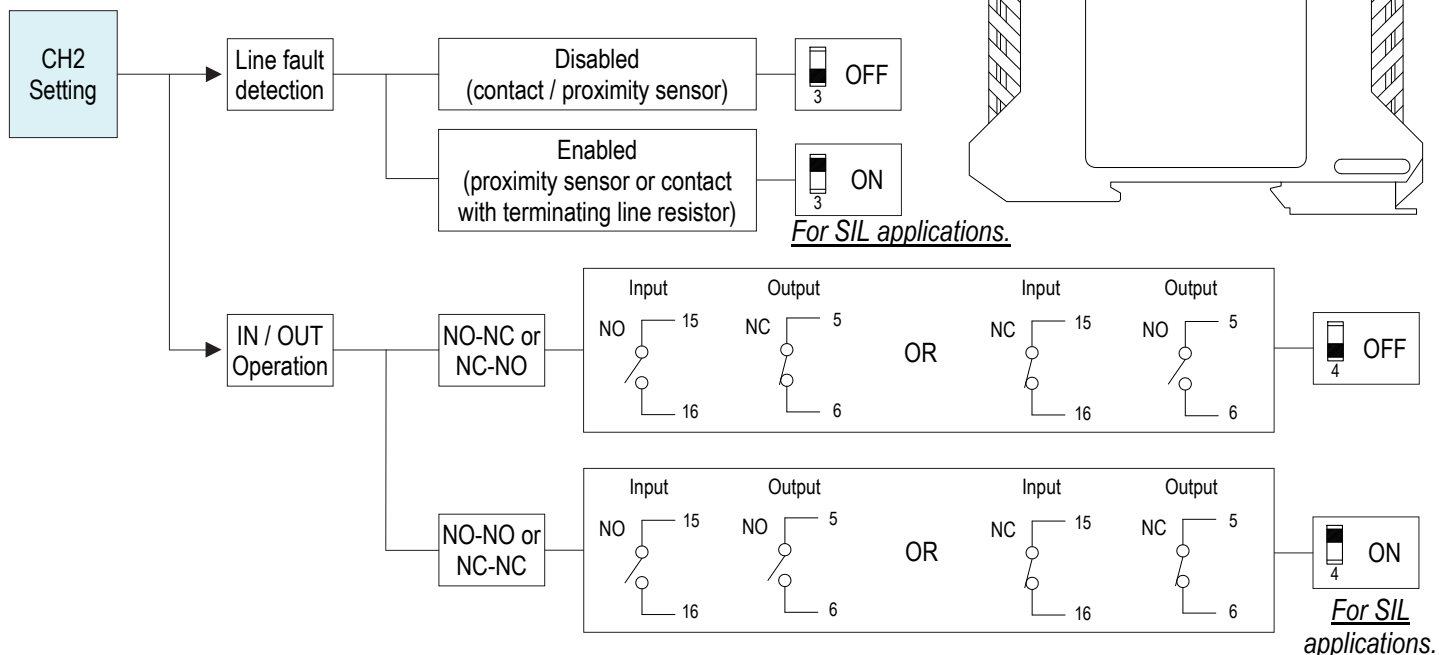 CH2
Setting
Line fault
detection
Disabled
(contact / proximity sensor)
3
OFF
Enabled
(proximity sensor or contact
with terminating line resistor)
3
ON
For SIL applications.
IN / OUT
Operation
NO-NC or
NC-NO
Input
Output
Input
Output
NO
15
NC
5
OR
NC
15
NO
5
16
6
16
6
4
OFF
NO-NO or
NC-NC
Input
Output
Input
Output
NO
15
NO
5
OR
NC
15
NC
5
16
6
16
6
4
ON
For SIL
applications.